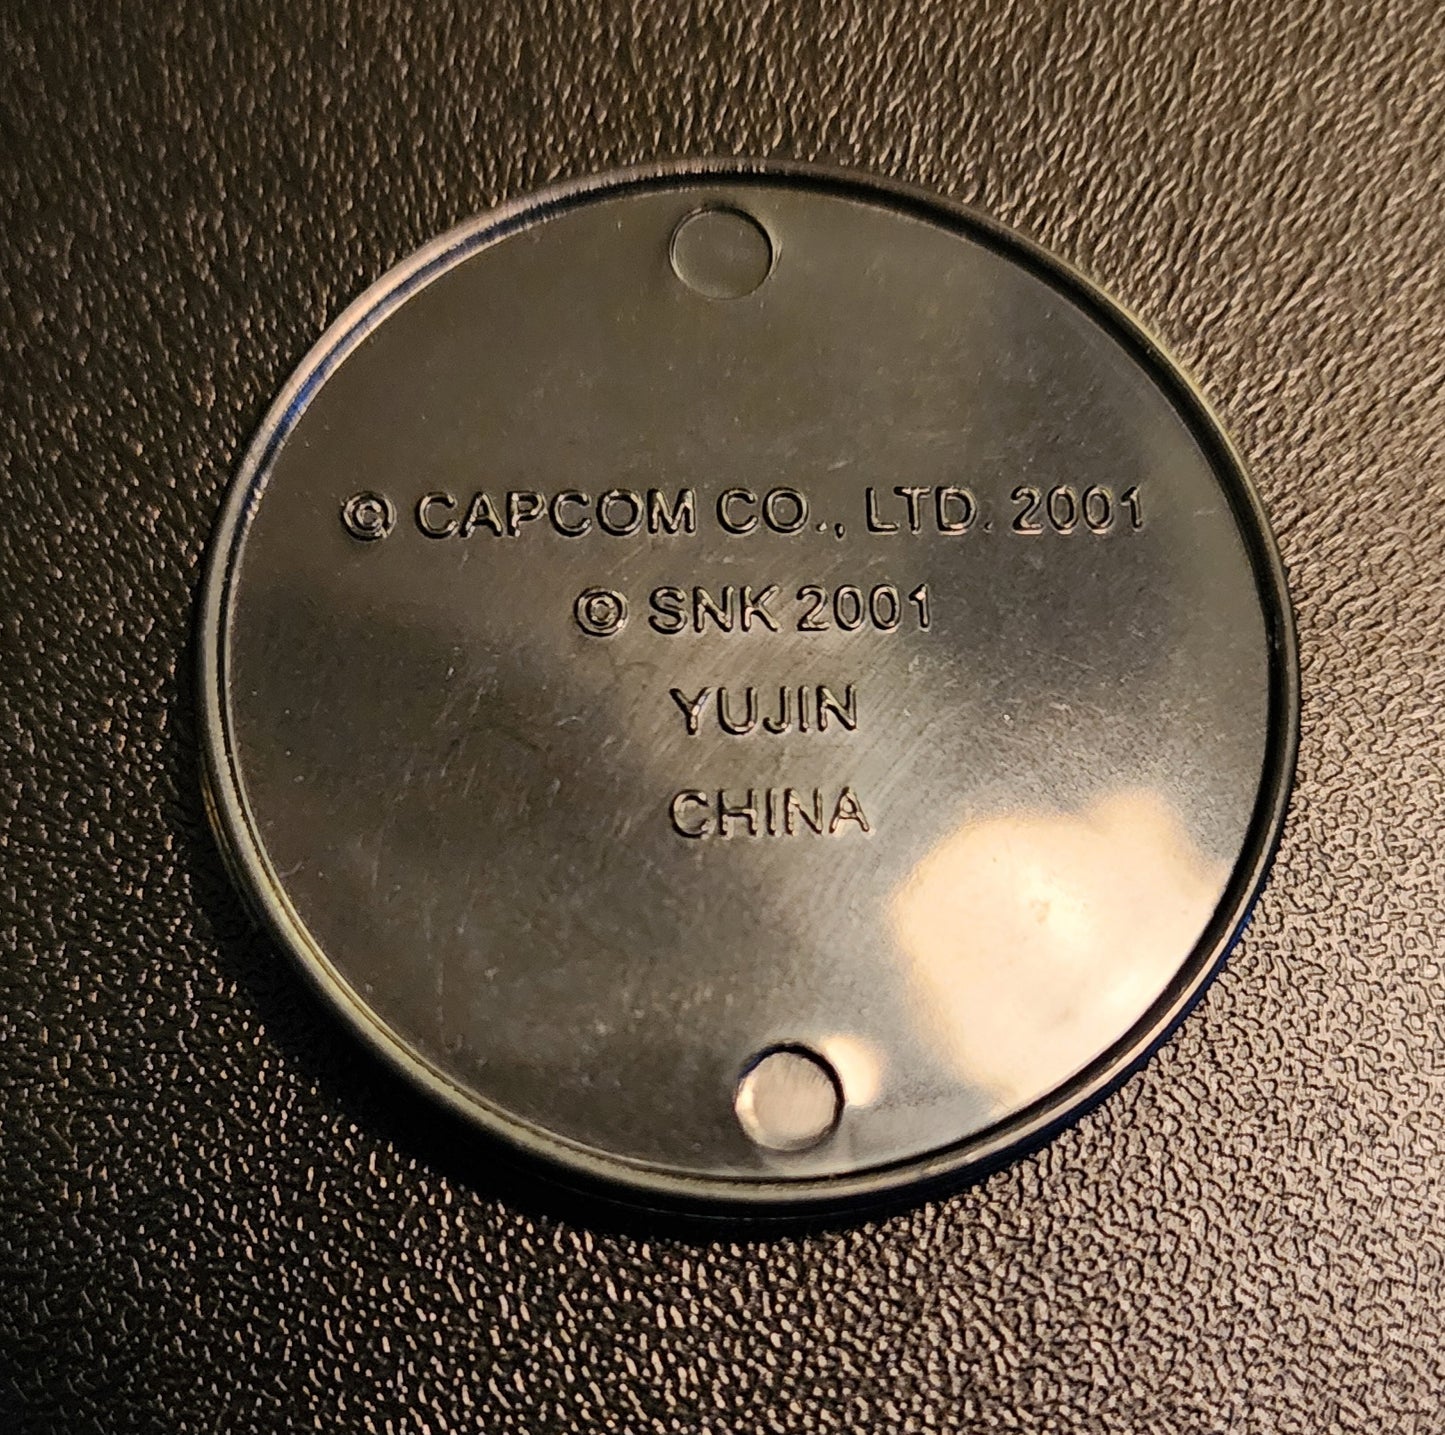 © CAPCOM CO., LTD. 2001
© SNK 2001
YUJIN
CHINA